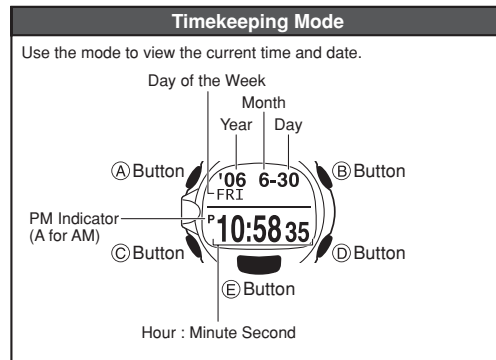 Timekeeping Mode
Use the mode to view the current time and date.
Day of the Week
Month
Year Day
Ⓐ Button
'06 6-30
Ⓑ Button
FRI
PM Indicator
(A for AM)
P 10:58 35
Ⓒ Button
Ⓓ Button
Ⓔ Button
Hour : Minute Second